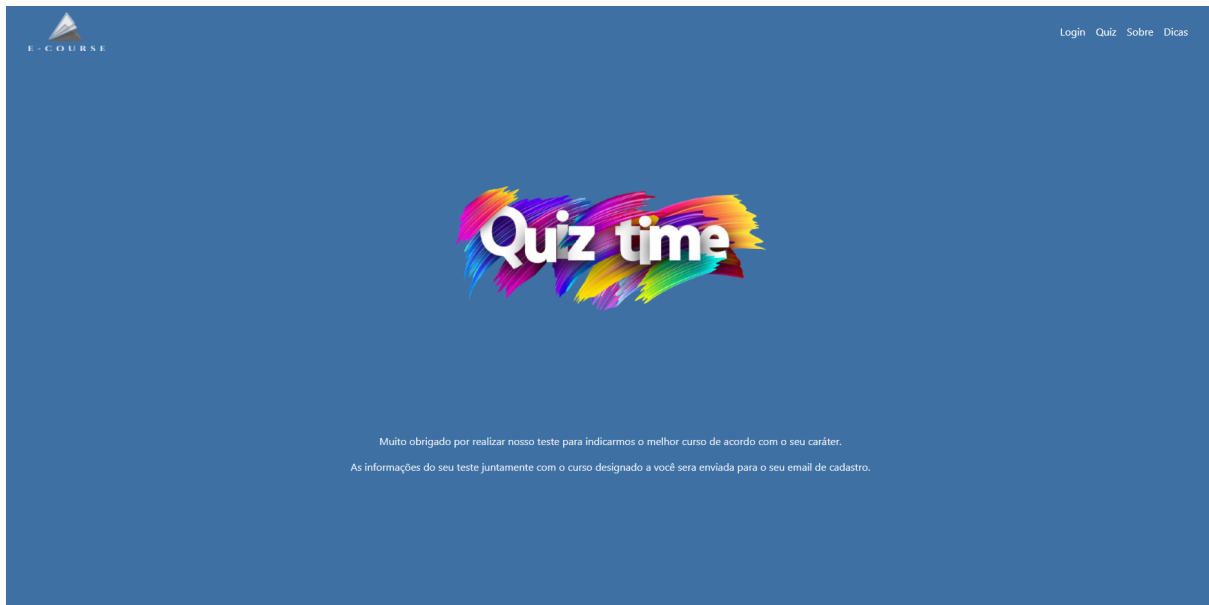 E-COURSE
Login Quiz Sobre Dicas
Quiz time
Muito obrigado por realizar nosso teste para indicarmos o melhor curso de acordo com o seu caráter.
As informações do seu teste juntamente com o curso designado a você sera enviada para o seu email de cadastro.